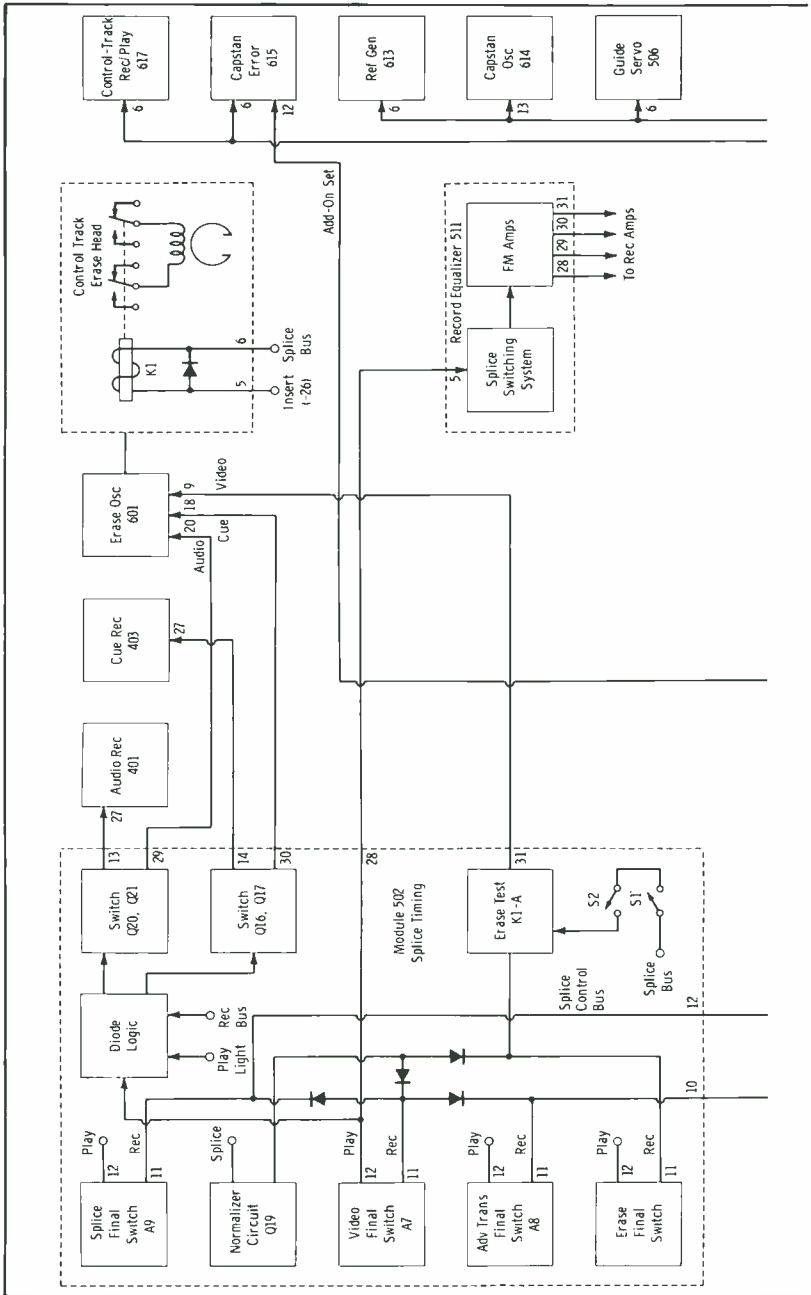 Splice
Final
Switch
A9
Play
12
Rec
11
Normalizer
Circuit
Q19
Splice
Video
Final
Switch
A7
Play
12
Rec
11
Adv Trans
Final
Switch
A8
Play
12
Rec
11
Erase Final
Switch
Play
12
Rec
11
Diode
Logic
Play
Light
Rec
Bus
Switch
Q20, Q21
13
29
Switch
Q16, Q17
14
30
28
Module 502
Splice Timing
Erase Test
K1-A
31
S2
S1
Splice
Bus
Splice
Control
Bus
12
10
Audio Rec
401
27
Cue Rec
403
27
Erase Osc
601
20
18
9
Audio
Cue
Video
Control Track
Erase Head
K1
5
6
Insert
(-26)
Splice
Bus
Record Equalizer 511
5
Splice
Switching
System
FM Amps
28
29
30
31
To Rec Amps
Add-On Set
Control-Track
Rec/Play
617
6
Capstan
Error
615
6
12
Ref Gen
613
6
Capstan
Osc
614
13
Guide
Servo
506
6